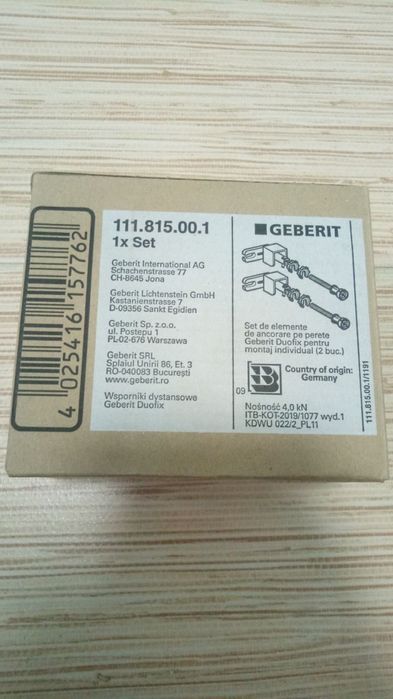 4 025416 157762
111.815.00.1
1x Set
Geberit International AG
Schachenstrasse 77
CH-8645 Jona
Geberit Lichtenstein GmbH
Kastanienstrasse 7
D-09356 Sankt Egidien
Geberit Sp. z.o.o.
ul. Postepu 1
PL-02-676 Warszawa
Geberit SRL
Splaiul Unirii 86, Et. 3
RO-040083 București
www.geberit.ro
Wsporniki dystansowe
Geberit Duofix
GEBERIT
Set de elemente
de ancorare pe perete
Geberit Duofix pentru
montaj individual (2 buc.)
Country of origin:
Germany
09
Nośność 4,0 kN
ITB-KOT-2019/1077 wyd.1
KDWU 022/2_PL11
111.815.00.1/1191